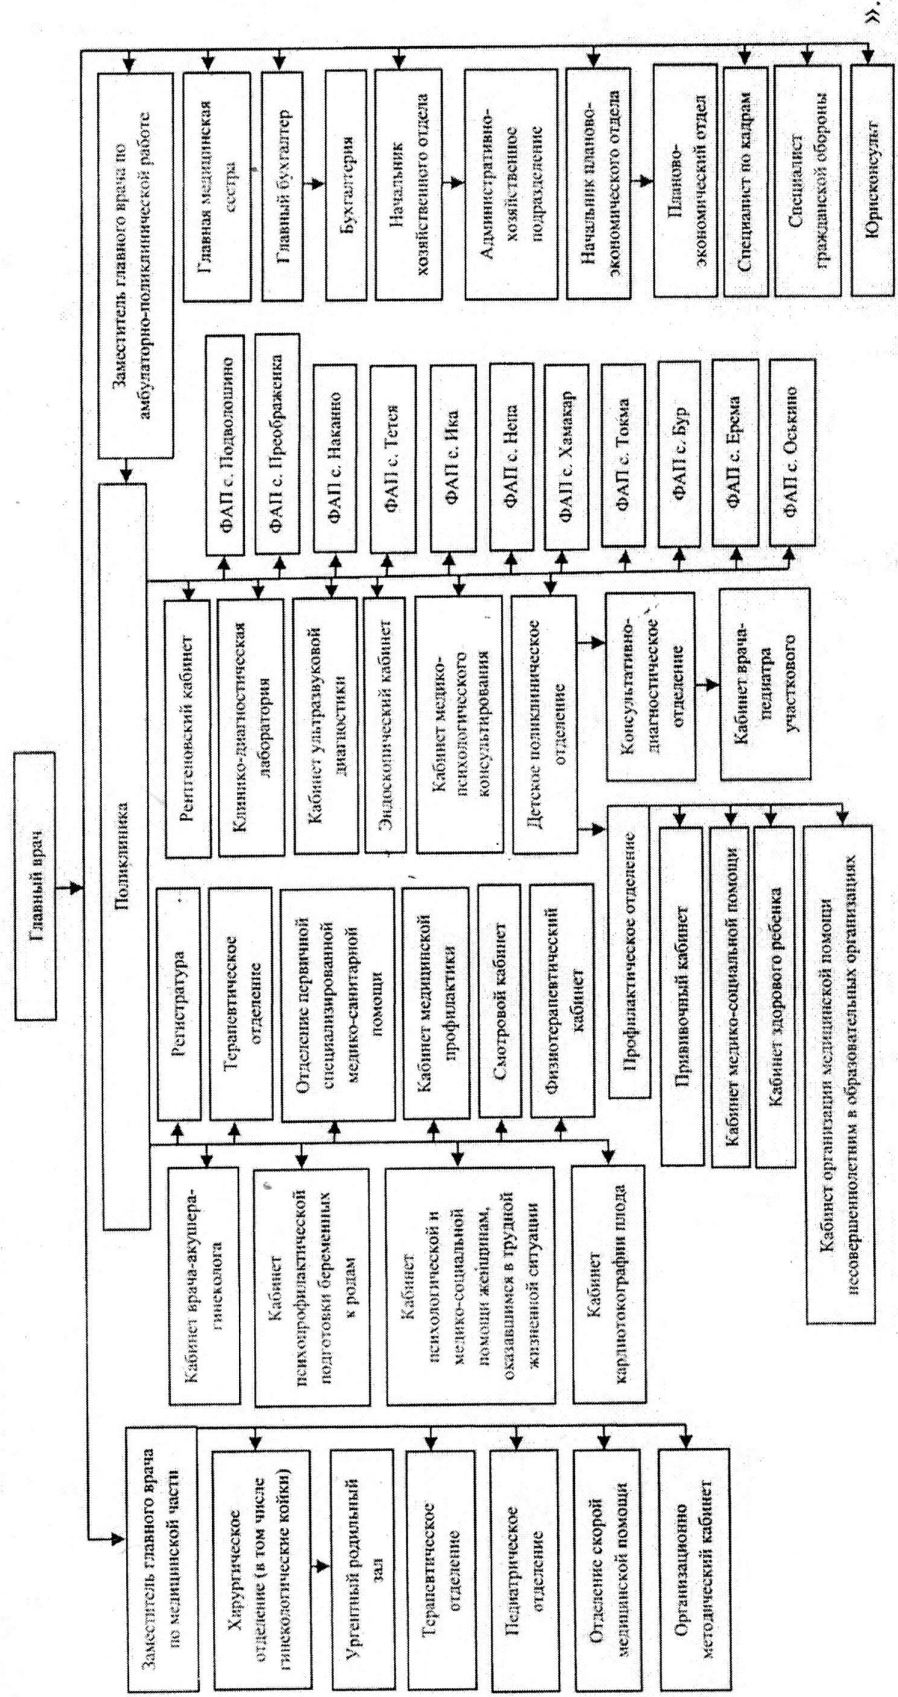 Главный врач
Заместитель главного врача
по медицинской части
Хирургическое
отделение (в том числе
гинекологические койки)
Ургентный родильный
зал
Терапевтическое
отделение
Педиатрическое
отделение
Отделение скорой
медицинской помощи
Организационно
методический кабинет
Поликлиника
Кабинет врача-акушера-
гинеколога
Кабинет
психопрофилактической
подготовки беременных
к родам
Кабинет
психологической и
медико-социальной
помощи женщинам,
оказавшимся в трудной
жизненной ситуации
Кабинет
кардиотокографии плода
Регистратура
Терапевтическое
отделение
Отделение первичной
специализированной
медико-санитарной
помощи
Кабинет медицинской
профилактики
Смотровой кабинет
Физиотерапевтический
кабинет
Рентгеновский кабинет
Клинико-диагностическая
лаборатория
Кабинет ультразвуковой
диагностики
Эндоскопический кабинет
Кабинет медико-
психологического
консультирования
Детское поликлиническое
отделение
Профилактическое отделение
Прививочный кабинет
Кабинет медико-социальной помощи
Кабинет здорового ребенка
Кабинет организации медицинской помощи
несовершеннолетним в образовательных организациях
Консультативно-
диагностическое
отделение
Кабинет врача-
педиатра
участкового
ФАП с. Подволошино
ФАП с. Преображенка
ФАП с. Наканно
ФАП с. Тетея
ФАП с. Ика
ФАП с. Непа
ФАП с. Хамакар
ФАП с. Токма
ФАП с. Бур
ФАП с. Ерема
ФАП с. Оськино
Заместитель главного врача по
амбулаторно-поликлинической работе
Главная медицинская
сестра
Главный бухгалтер
Бухгалтерия
Начальник
хозяйственного отдела
Административно-
хозяйственное
подразделение
Начальник планово-
экономического отдела
Планово-
экономический отдел
Специалист по кадрам
Специалист
гражданской обороны
Юрисконсульт
».